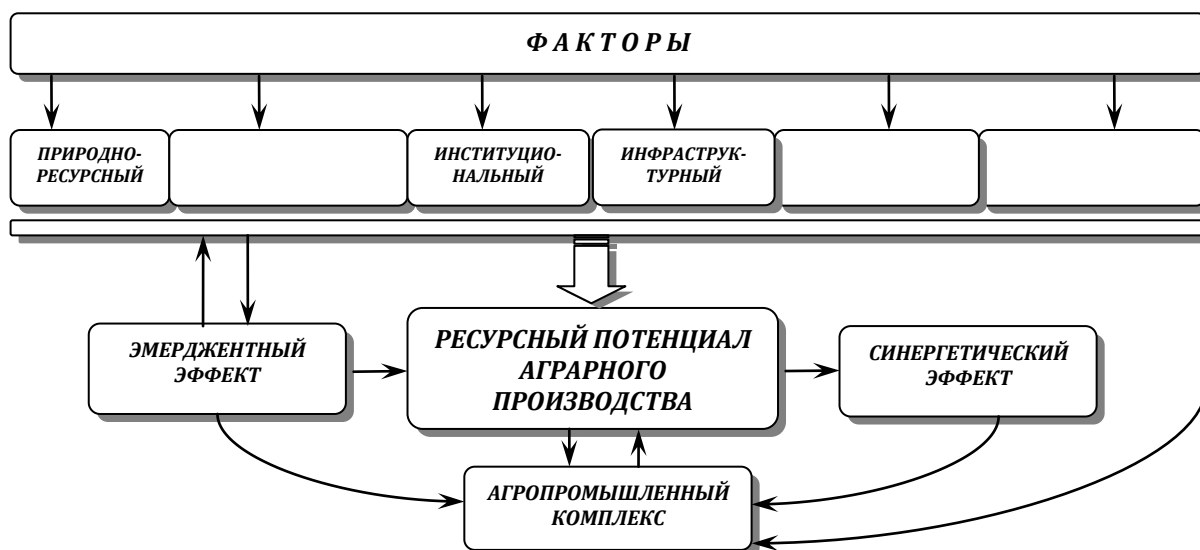 Ф А К Т О Р Ы
ПРИРОДНО-
РЕСУРСНЫЙ
ИНСТИТУЦИО-
НАЛЬНЫЙ
ИНФРАСТРУК-
ТУРНЫЙ
ЭМЕРДЖЕНТНЫЙ
ЭФФЕКТ
РЕСУРСНЫЙ ПОТЕНЦИАЛ
АГРАРНОГО
ПРОИЗВОДСТВА
СИНЕРГЕТИЧЕСКИЙ
ЭФФЕКТ
АГРОПРОМЫШЛЕННЫЙ
КОМПЛЕКС